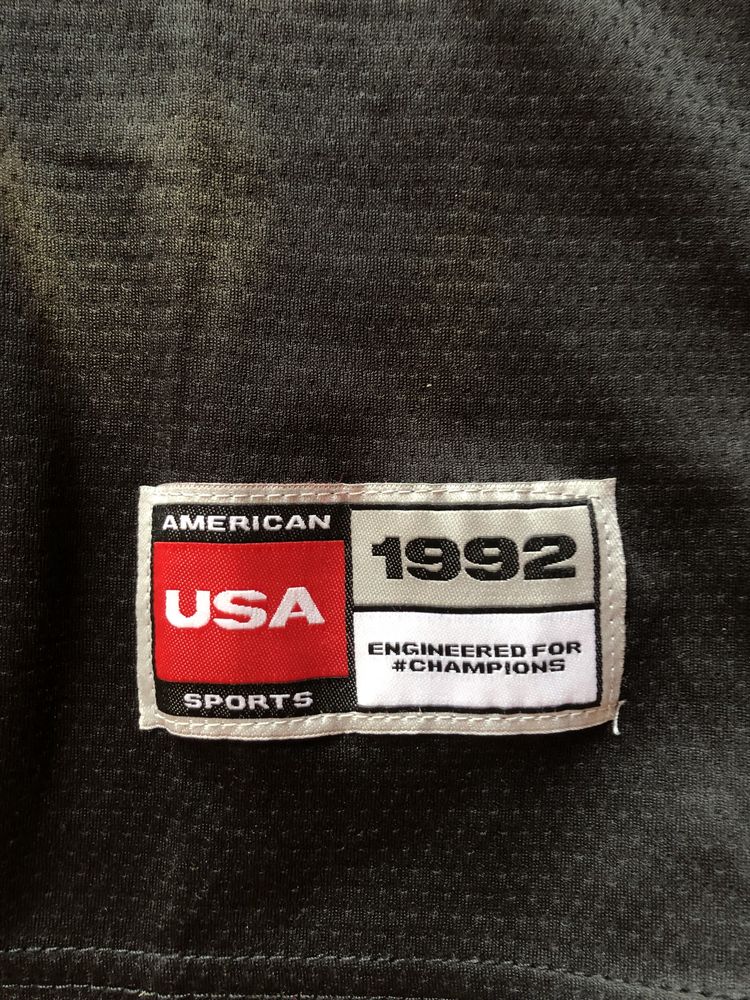 AMERICAN
USA
SPORTS
1992
ENGINEERED FOR
#CHAMPIONS